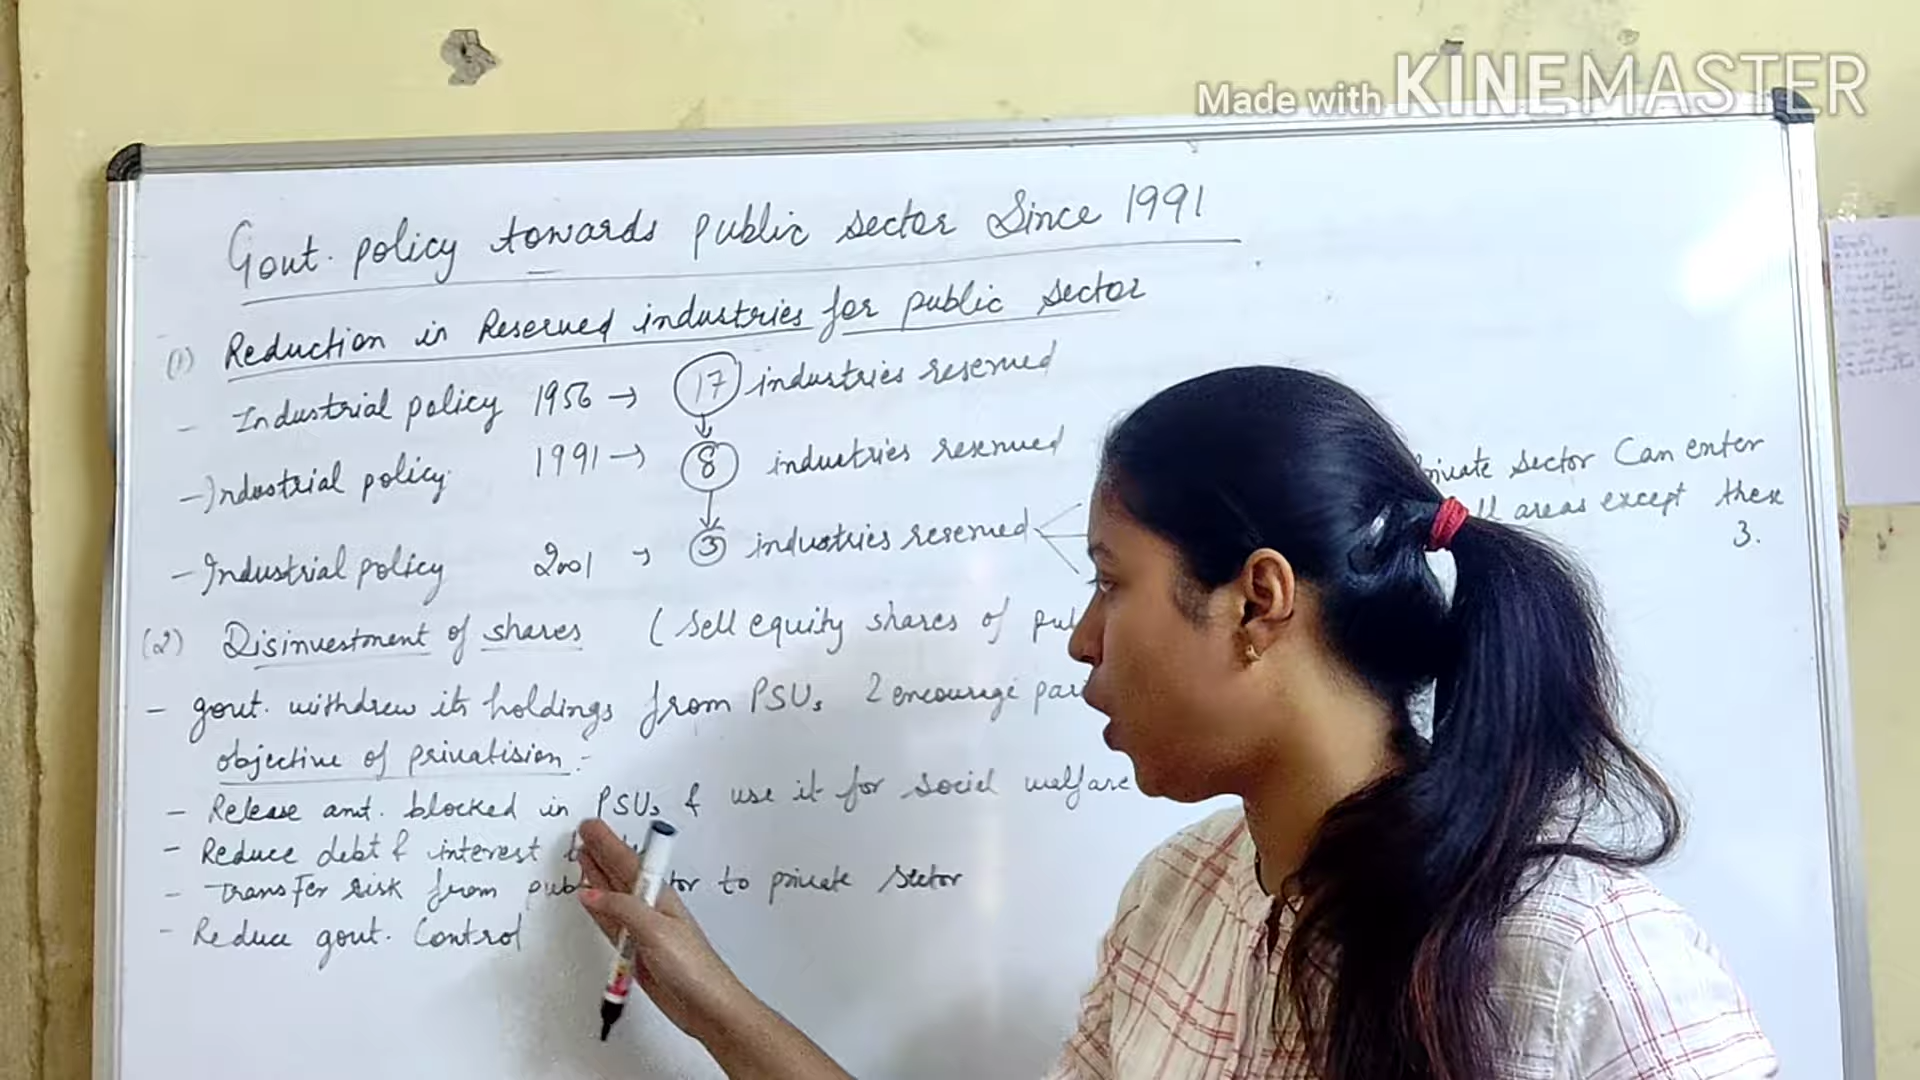 Made with KINEMASTER
Govt. policy towards public sector Since 1991
(1) Reduction in Reserved industries for public sector
- Industrial policy 1956 → 17 industries reserved
- Industrial policy 1991 → 8 industries reserved
- Industrial policy 2001 → 3 industries reserved
sector Can enter
areas except these
3.
(2) Disinvestment of shares (sell equity shares of
- govt. withdrew its holdings from PSUs & encourage
objective of privatision :-
- Release amt. blocked in PSUs & use it for social welfare
- Reduce debt & interest
- Transfer risk from to private sector
- Reduce govt. Control